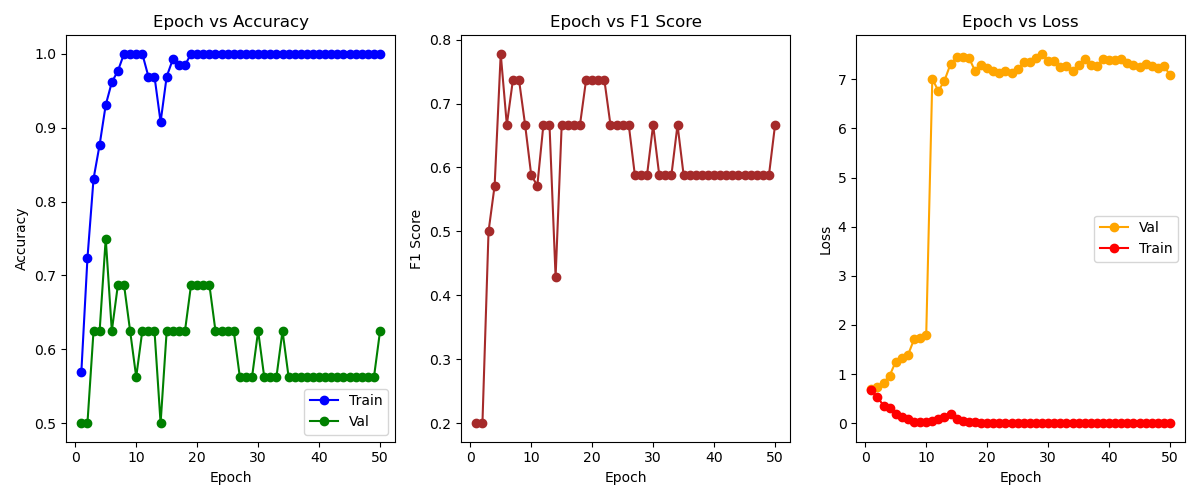 Epoch vs Accuracy
Accuracy
1.0
0.9
0.8
0.7
0.6
0.5
0 10 20 30 40 50
Epoch
Train
Val
Epoch vs F1 Score
F1 Score
0.8
0.7
0.6
0.5
0.4
0.3
0.2
0 10 20 30 40 50
Epoch
Epoch vs Loss
Loss
7
6
5
4
3
2
1
0
0 10 20 30 40 50
Epoch
Val
Train